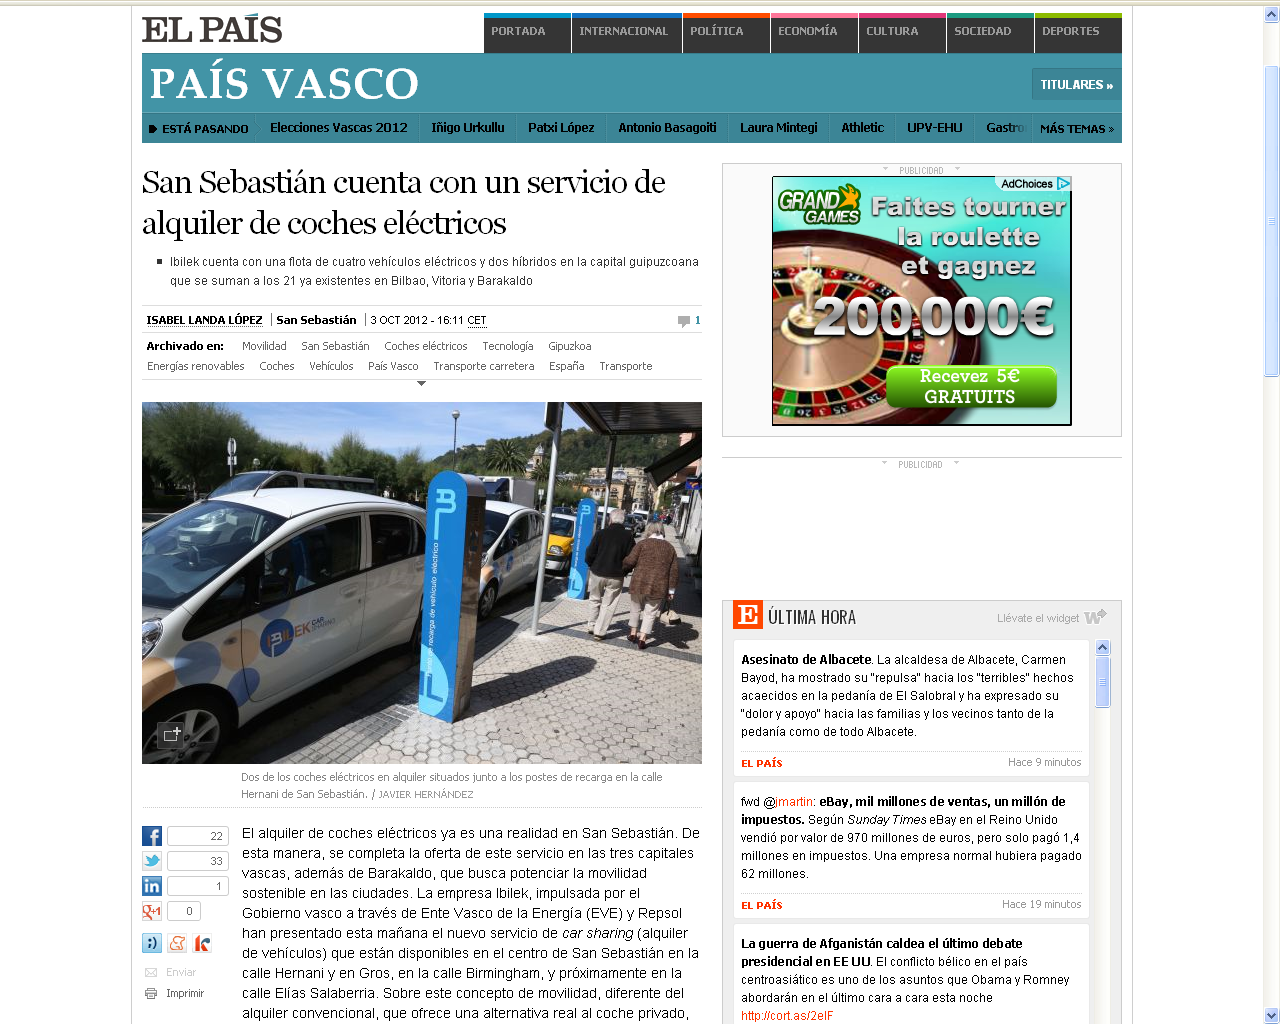 EL PAÍS
PORTADA
INTERNACIONAL
POLÍTICA
ECONOMÍA
CULTURA
SOCIEDAD
DEPORTES
PAÍS VASCO
TITULARES »
ESTÁ PASANDO
Elecciones Vascas 2012
Iñigo Urkullu
Patxi López
Antonio Basagoiti
Laura Mintegi
Athletic
UPV-EHU
Gastro
MÁS TEMAS »
San Sebastián cuenta con un servicio de
alquiler de coches eléctricos
Ibilek cuenta con una flota de cuatro vehículos eléctricos y dos híbridos en la capital guipuzcoana
que se suman a los 21 ya existentes en Bilbao, Vitoria y Barakaldo
ISABEL LANDA LÓPEZ | San Sebastián | 3 OCT 2012 - 16:11 CET
1
Archivado en: Movilidad San Sebastián Coches eléctricos Tecnología Gipuzkoa
Energías renovables Coches Vehículos País Vasco Transporte carretera España Transporte
IBILEK CAR
punto de recarga de vehículo eléctrico
Dos de los coches eléctricos en alquiler situados junto a los postes de recarga en la calle
Hernani de San Sebastián. / JAVIER HERNÁNDEZ
22
33
1
0
Enviar
Imprimir
El alquiler de coches eléctricos ya es una realidad en San Sebastián. De
esta manera, se completa la oferta de este servicio en las tres capitales
vascas, además de Barakaldo, que busca potenciar la movilidad
sostenible en las ciudades. La empresa Ibilek, impulsada por el
Gobierno vasco a través de Ente Vasco de la Energía (EVE) y Repsol
han presentado esta mañana el nuevo servicio de car sharing (alquiler
de vehículos) que están disponibles en el centro de San Sebastián en la
calle Hernani y en Gros, en la calle Birmingham, y próximamente en la
calle Elías Salaberria. Sobre este concepto de movilidad, diferente del
alquiler convencional, que ofrece una alternativa real al coche privado,
PUBLICIDAD
AdChoices
GRAND
GAMES
Faites tourner
la roulette
et gagnez
200.000€
Recevez 5€
GRATUITS
PUBLICIDAD
E ÚLTIMA HORA
Llévate el widget W
Asesinato de Albacete. La alcaldesa de Albacete, Carmen
Bayod, ha mostrado su "repulsa" hacia los "terribles" hechos
acaecidos en la pedanía de El Salobral y ha expresado su
"dolor y apoyo" hacia las familias y los vecinos tanto de la
pedanía como de todo Albacete.
EL PAÍS
Hace 9 minutos
fwd @jmartin: eBay, mil millones de ventas, un millón de
impuestos. Según Sunday Times eBay en el Reino Unido
vendió por valor de 970 millones de euros, pero solo pagó 1,4
millones en impuestos. Una empresa normal hubiera pagado
62 millones.
EL PAÍS
Hace 19 minutos
La guerra de Afganistán caldea el último debate
presidencial en EE UU. El conflicto bélico en el país
centroasiático es uno de los asuntos que Obama y Romney
abordarán en el último cara a cara esta noche
http://cort.as/2elF